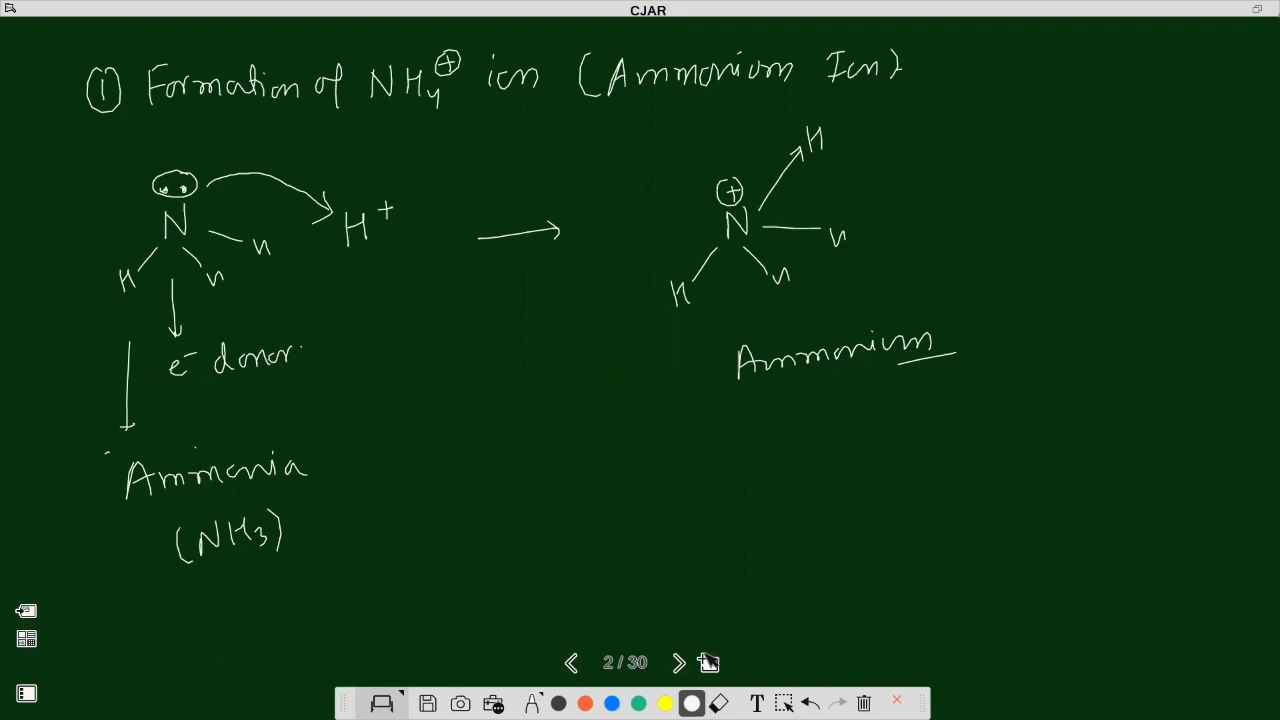 CJAR
① Formation of NH4⊕ ion (Ammonium Ion)
H
⊕
N H+ N
H H H H H H
e- donor
Ammonium
Ammonia
(NH3)
2 / 30
T